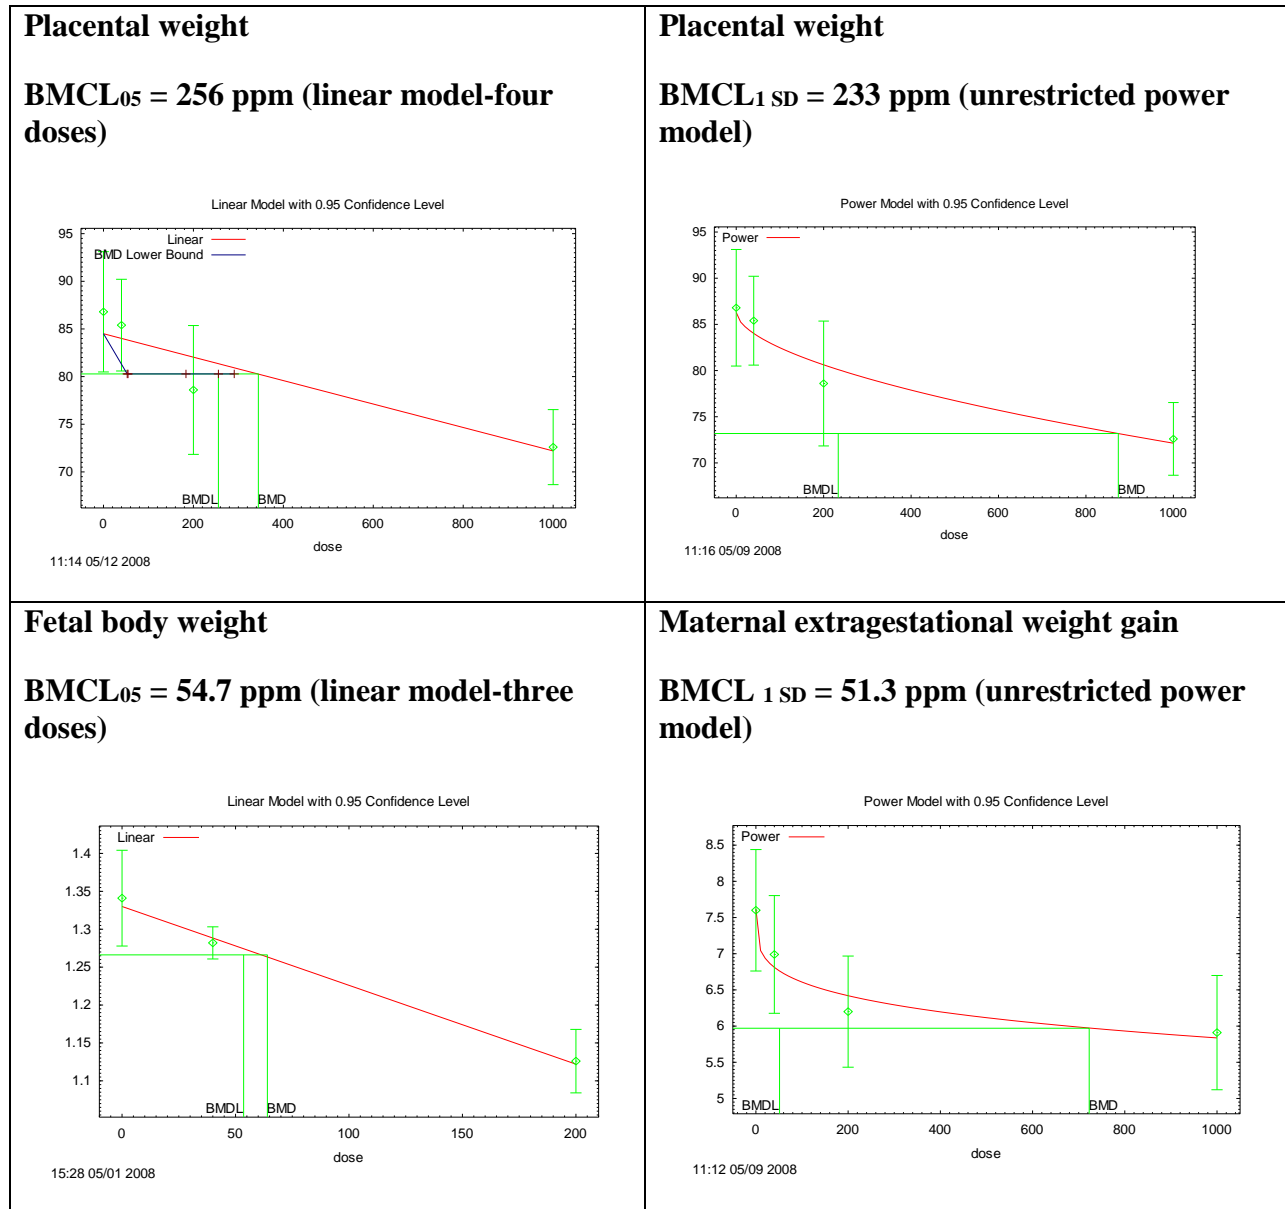 Placental weight
BMCL05 = 256 ppm (linear model-four
doses)
Linear Model with 0.95 Confidence Level
Linear
BMD Lower Bound
95
90
85
80
75
70
BMDL BMD
0 200 400 600 800 1000
dose
11:14 05/12 2008
Placental weight
BMCL1 SD = 233 ppm (unrestricted power
model)
Power Model with 0.95 Confidence Level
Power
95
90
85
80
75
70
BMDL BMD
0 200 400 600 800 1000
dose
11:16 05/09 2008
Fetal body weight
BMCL05 = 54.7 ppm (linear model-three
doses)
Linear Model with 0.95 Confidence Level
Linear
1.4
1.35
1.3
1.25
1.2
1.15
1.1
BMDL BMD
0 50 100 150 200
dose
15:28 05/01 2008
Maternal extragestational weight gain
BMCL 1 SD = 51.3 ppm (unrestricted power
model)
Power Model with 0.95 Confidence Level
Power
8.5
8
7.5
7
6.5
6
5.5
5
BMDL BMD
0 200 400 600 800 1000
dose
11:12 05/09 2008